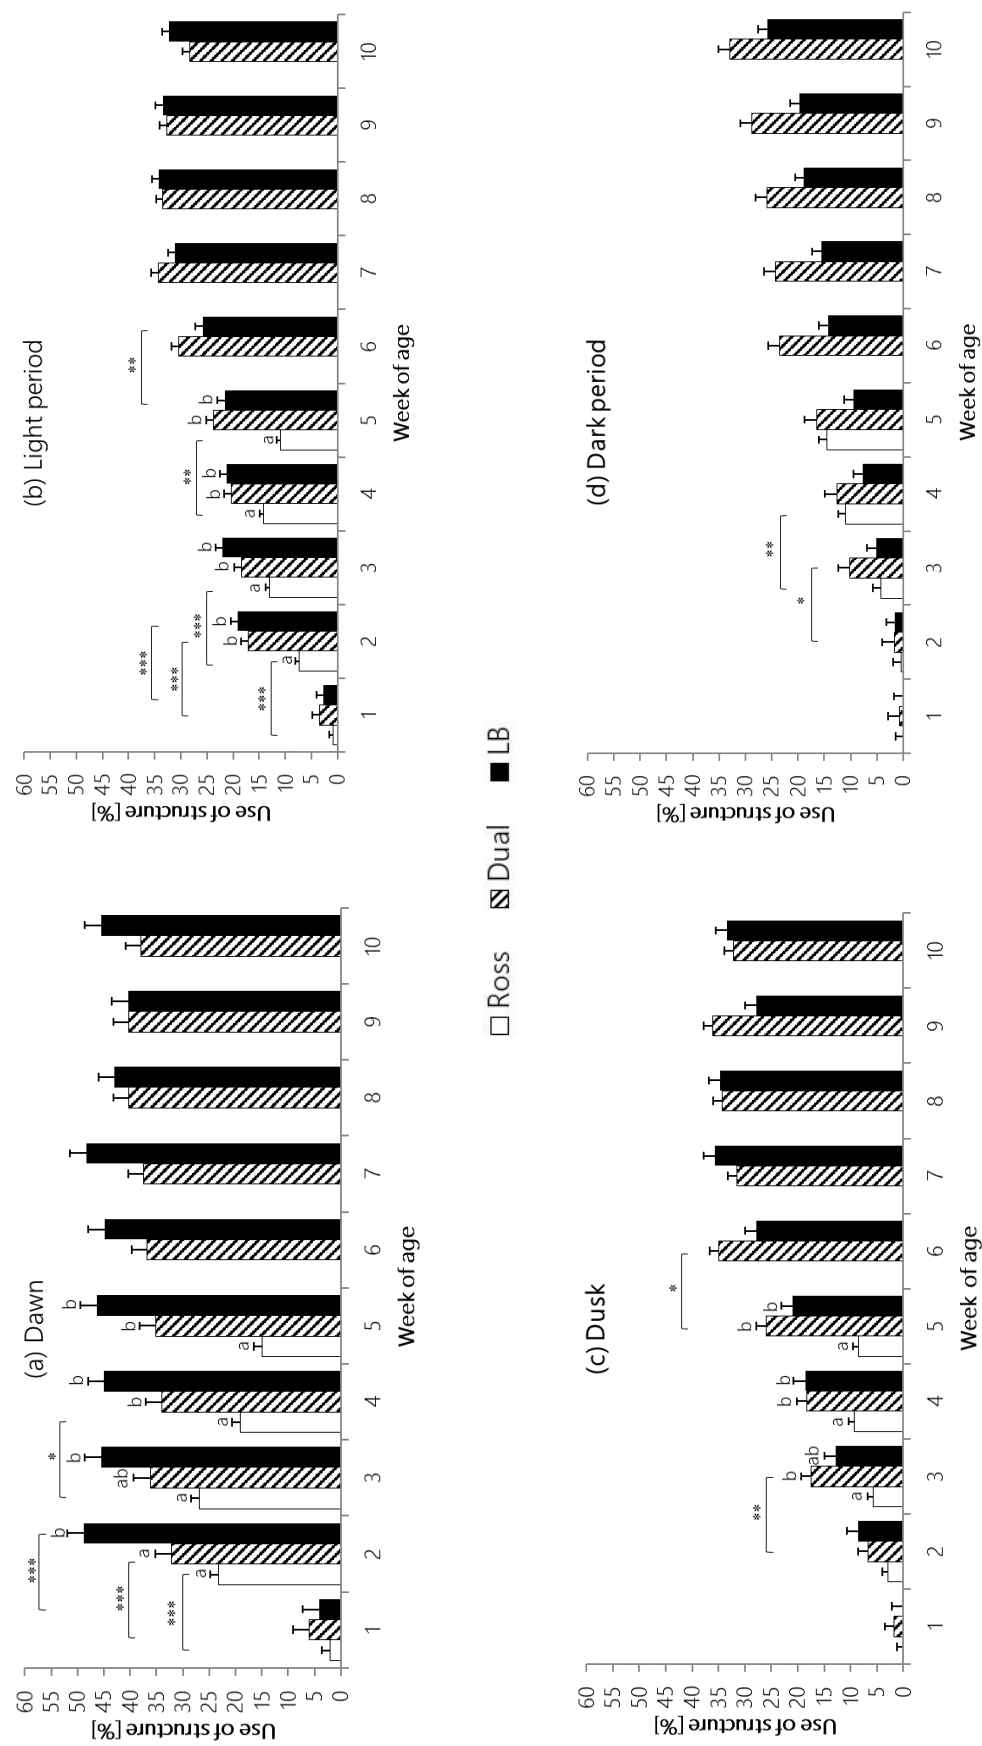 (a) Dawn
60
55
50
45
40
35
30
25
20
15
10
5
0
Use of structure [%]
***
***
***
*
a a b
a ab b
a b b
a b b
1 2 3 4 5 6 7 8 9 10
Week of age
(b) Light period
60
55
50
45
40
35
30
25
20
15
10
5
0
Use of structure [%]
***
***
***
***
**
**
a b b
a b b
a b b
a b b
1 2 3 4 5 6 7 8 9 10
Week of age
Ross Dual LB
(c) Dusk
60
55
50
45
40
35
30
25
20
15
10
5
0
Use of structure [%]
**
*
a b ab
a b b
a b b
1 2 3 4 5 6 7 8 9 10
Week of age
(d) Dark period
60
55
50
45
40
35
30
25
20
15
10
5
0
Use of structure [%]
*
**
1 2 3 4 5 6 7 8 9 10
Week of age